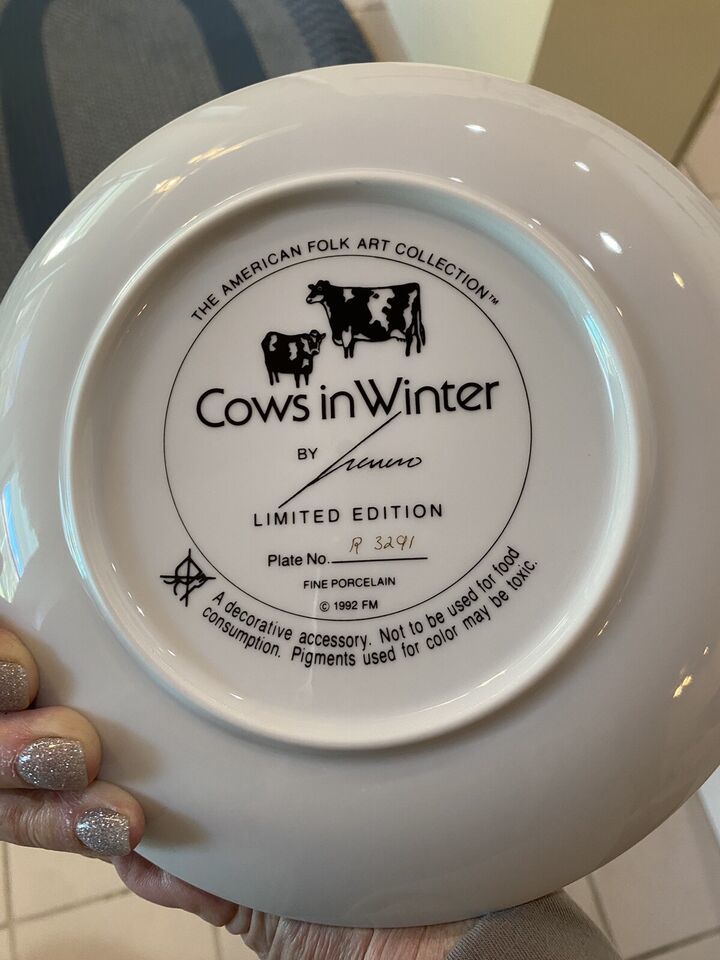 THE AMERICAN FOLK ART COLLECTION™
Cows in Winter
BY
LIMITED EDITION
Plate No. R 3291
FINE PORCELAIN
© 1992 FM
A decorative accessory. Not to be used for food
consumption. Pigments used for color may be toxic.